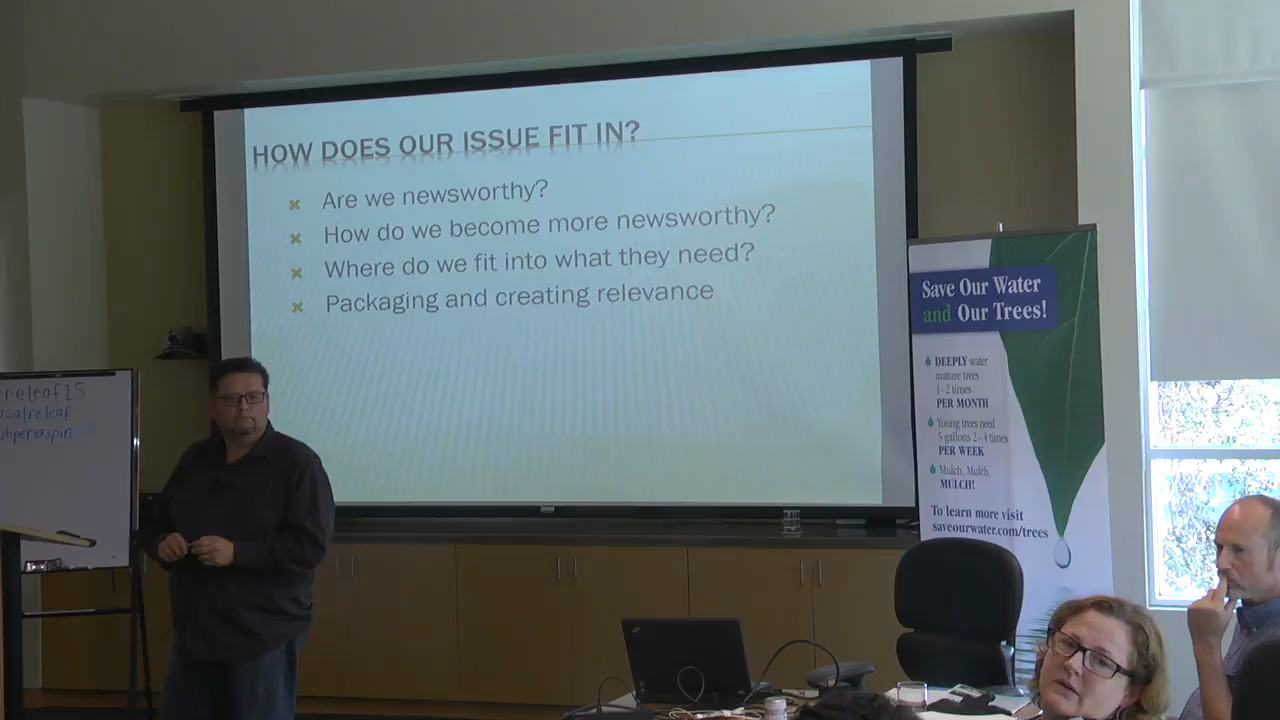 HOW DOES OUR ISSUE FIT IN?
Are we newsworthy?
How do we become more newsworthy?
Where do we fit into what they need?
Packaging and creating relevance
Save Our Water
and Our Trees!
DEEPLY water
mature trees
1 - 2 times
PER MONTH
Young trees need
5 gallons 2 - 4 times
PER WEEK
Mulch, Mulch,
MULCH!
To learn more visit
saveourwater.com/trees
releaf15
calreleaf
bpenaspin